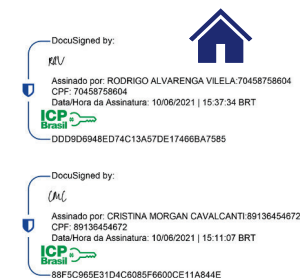 DocuSigned by:
RAV
Assinado por: RODRIGO ALVARENGA VILELA:70458758604
CPF: 70458758604
Data/Hora da Assinatura: 10/06/2021 | 15:37:34 BRT
ICP
Brasil
DDD9D6948ED74C13A57DE17466BA7585
DocuSigned by:
CMC
Assinado por: CRISTINA MORGAN CAVALCANTI:89136454672
CPF: 89136454672
Data/Hora da Assinatura: 10/06/2021 | 15:11:07 BRT
ICP
Brasil
88F5C965E31D4C6085F6600CE11A844E